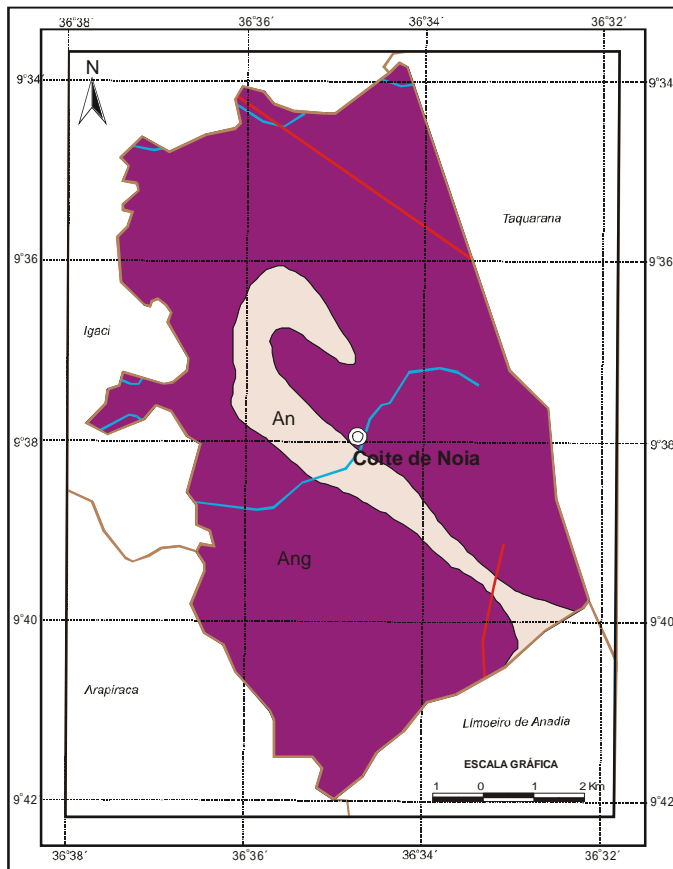 36°38´ 36°36´ 36°34´ 36°32´
N
9°34´ 9°34´
Taquarana
9°36´ 9°36´
Igaci
An
9°38´ 9°38´
Coite de Noia
Ang
9°40´ 9°40´
Arapiraca
Limoeiro de Anadia
ESCALA GRÁFICA
1 0 1 2 Km
9°42´ 9°42´
36°38´ 36°36´ 36°34´ 36°32´